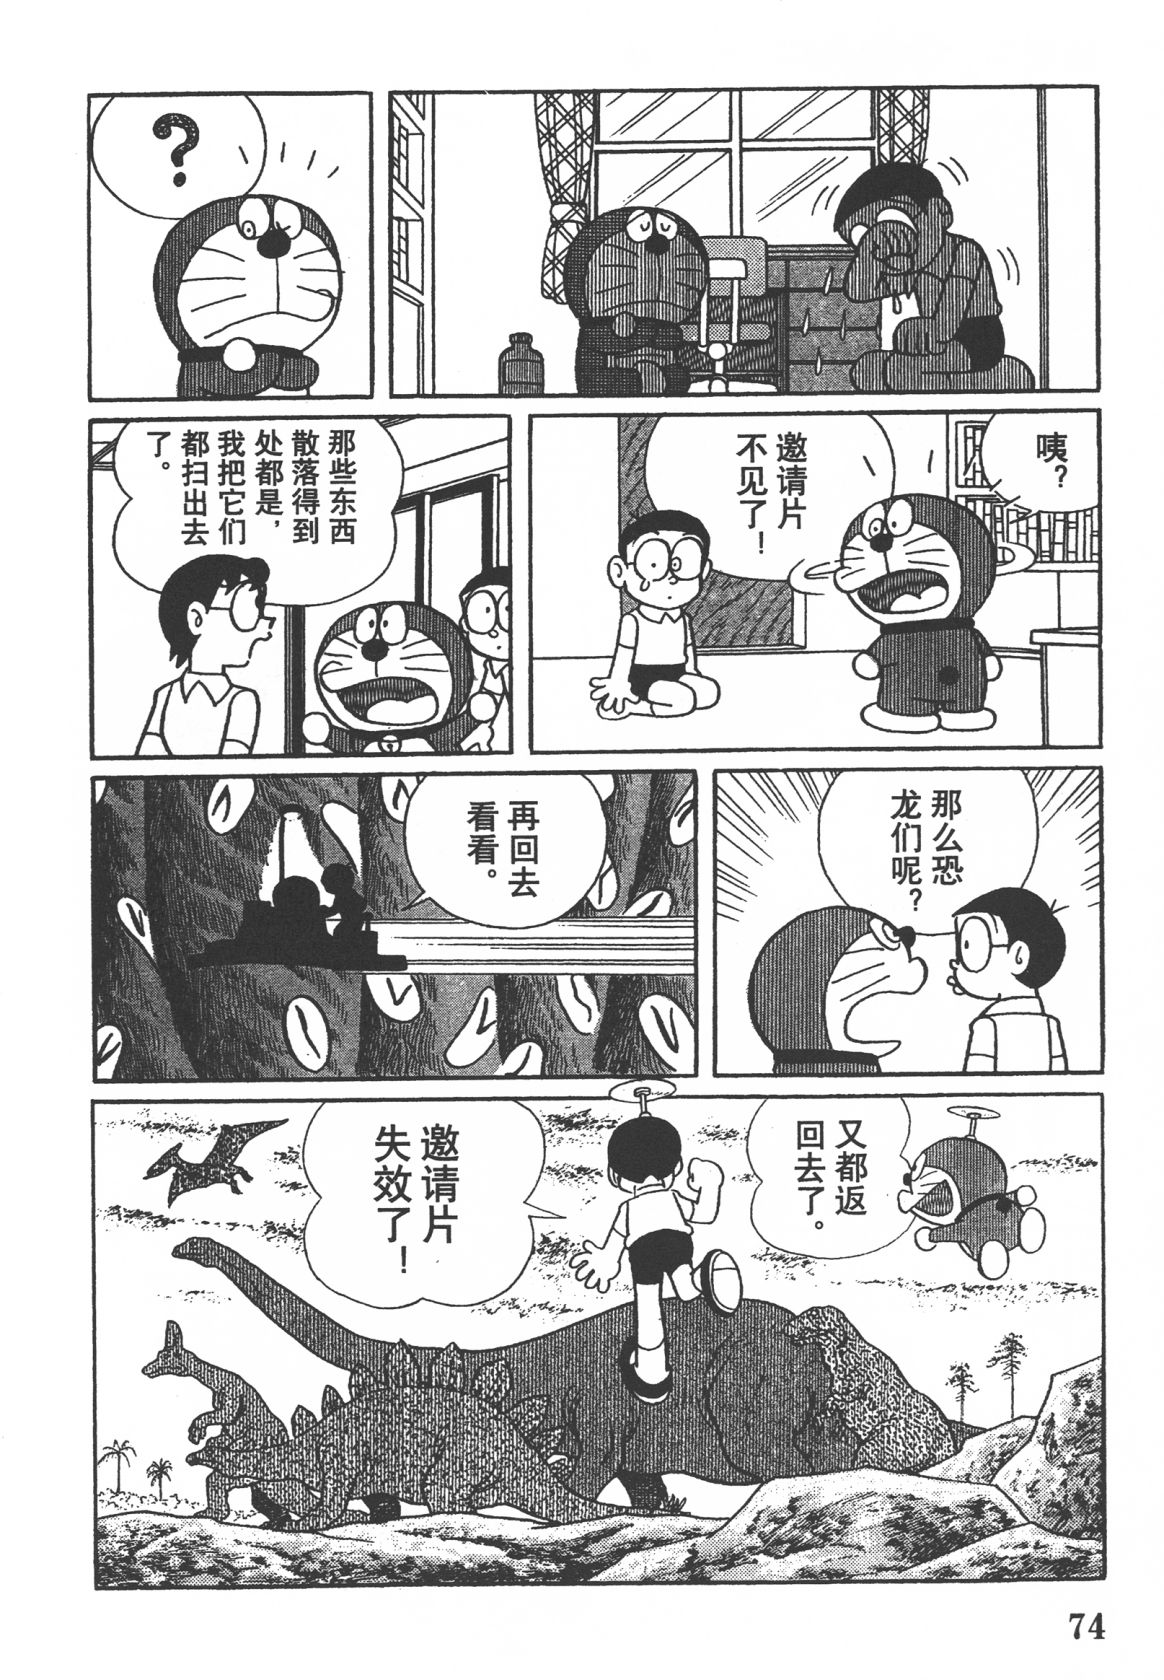 ?
咦?
邀请片
不见了!
那些东西
散落得到
处都是,
我把它们
都扫出去
了。
那么恐
龙们呢?
再回去
看看。
又都返
回去了。
邀请片
失效了!
74